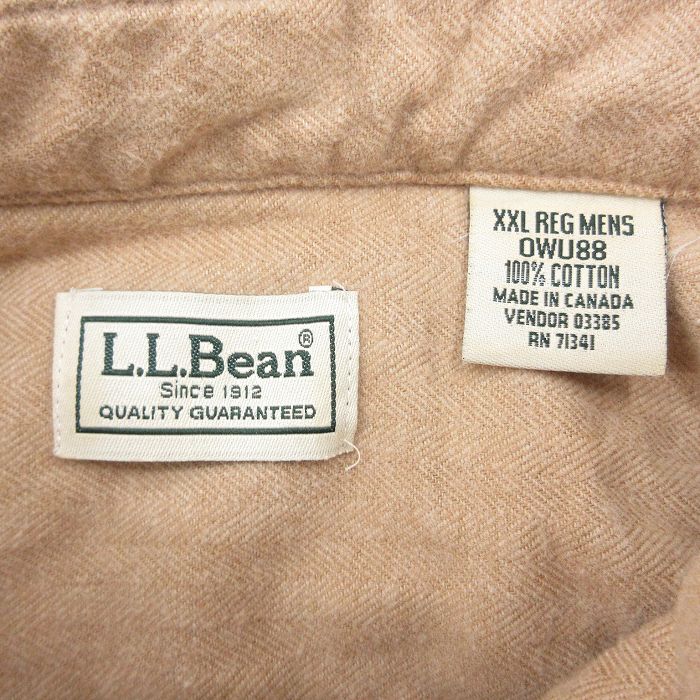 L.L.Bean®
Since 1912
QUALITY GUARANTEED
XXL REG MENS
OWU88
100% COTTON
MADE IN CANADA
VENDOR 03385
RN 71341